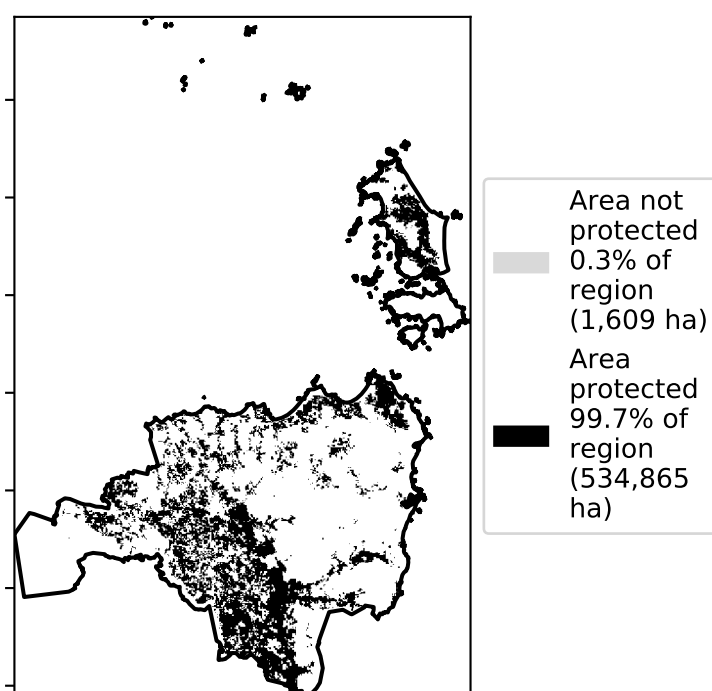 Area not
protected
0.3% of
region
(1,609 ha)
Area
protected
99.7% of
region
(534,865
ha)